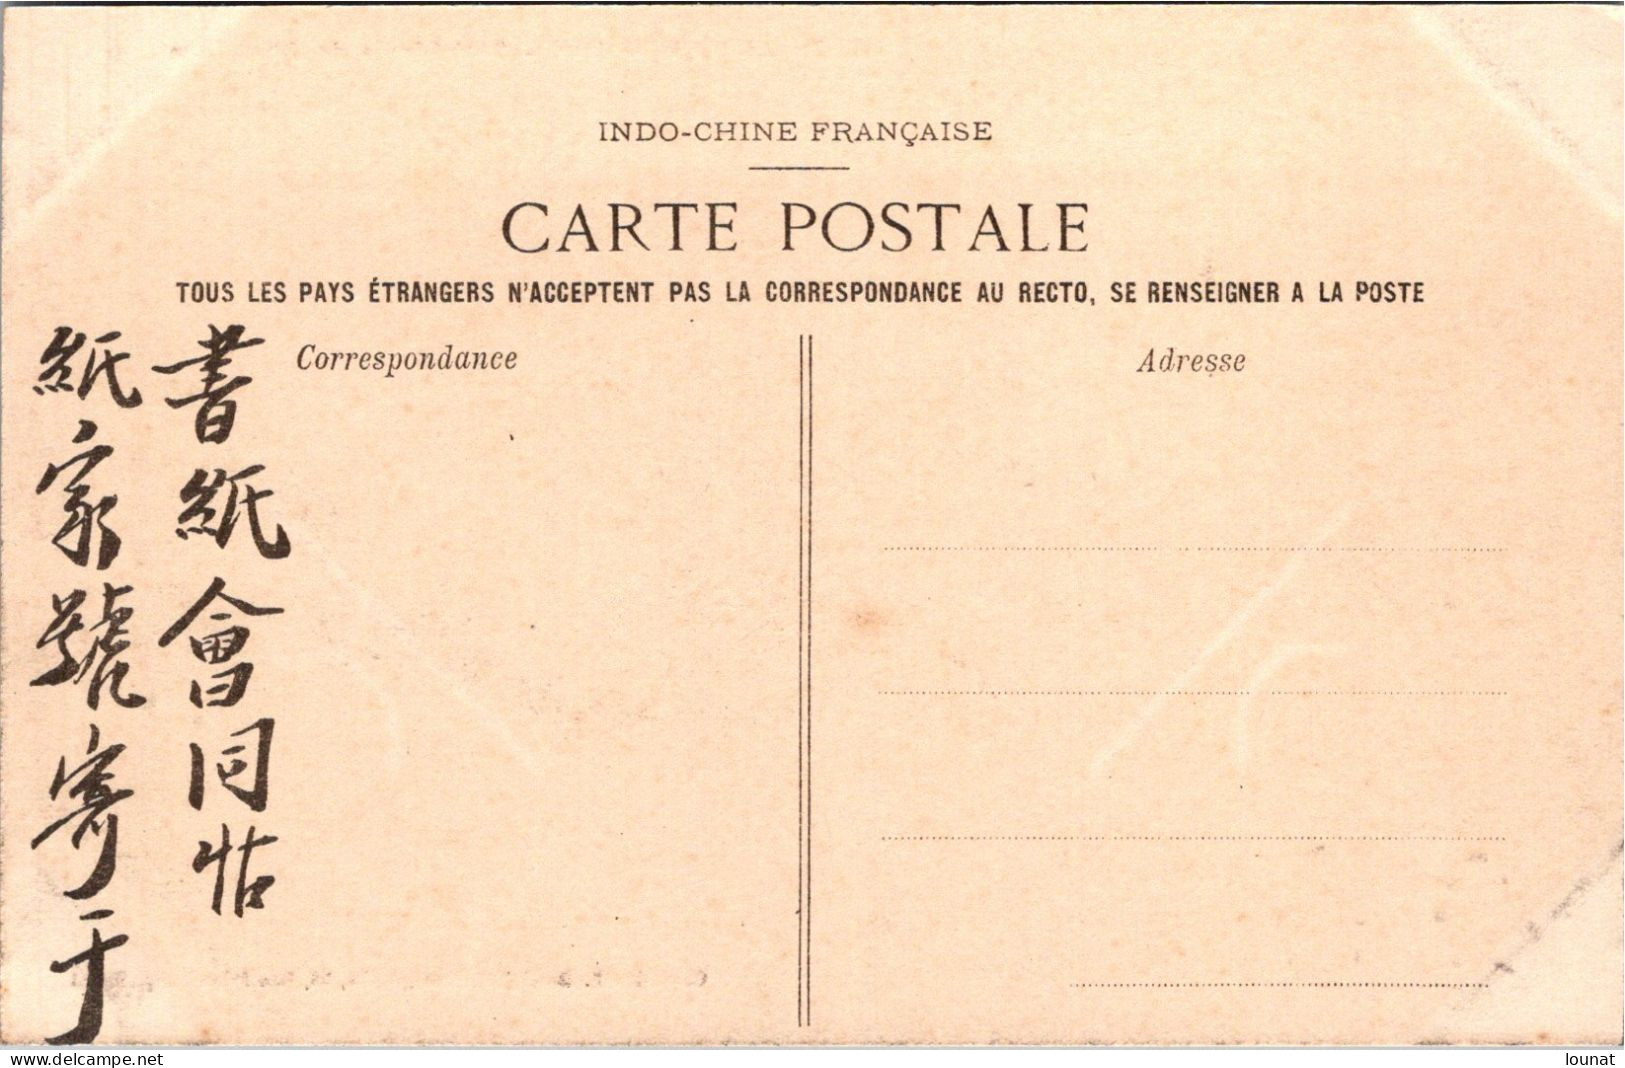 INDO-CHINE FRANÇAISE
CARTE POSTALE
TOUS LES PAYS ÉTRANGERS N'ACCEPTENT PAS LA CORRESPONDANCE AU RECTO, SE RENSEIGNER A LA POSTE
Correspondance
Adresse
書紙會同帖
紙家號寄于
www.delcampe.net
lounat